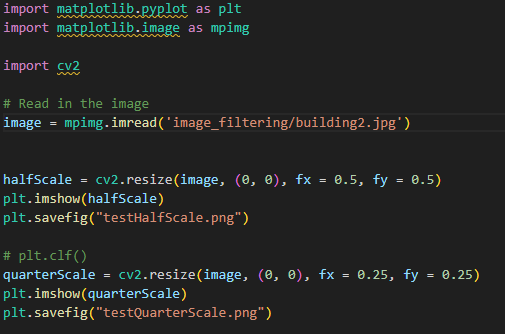 import matplotlib.pyplot as plt
import matplotlib.image as mpimg
import cv2
# Read in the image
image = mpimg.imread('image_filtering/building2.jpg')
halfScale = cv2.resize(image, (0, 0), fx = 0.5, fy = 0.5)
plt.imshow(halfScale)
plt.savefig("testHalfScale.png")
# plt.clf()
quarterScale = cv2.resize(image, (0, 0), fx = 0.25, fy = 0.25)
plt.imshow(quarterScale)
plt.savefig("testQuarterScale.png")